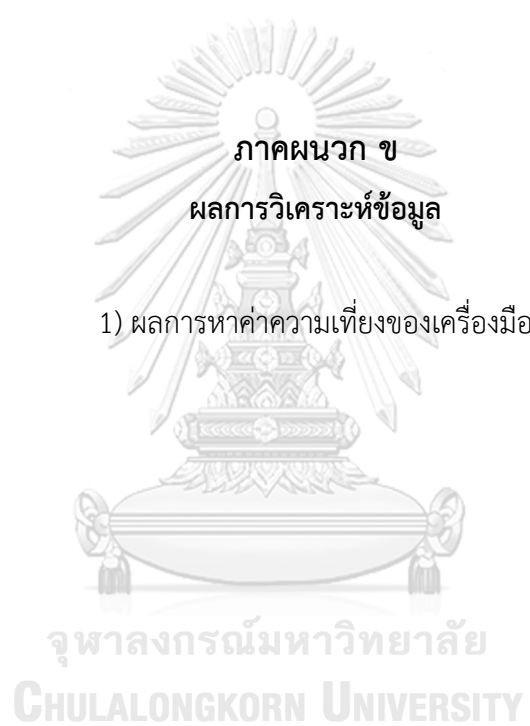 ภาคผนวก ข
ผลการวิเคราะห์ข้อมูล
1) ผลการหาค่าความเที่ยงของเครื่องมือ
จุฬาลงกรณ์มหาวิทยาลัย
CHULALONGKORN UNIVERSITY